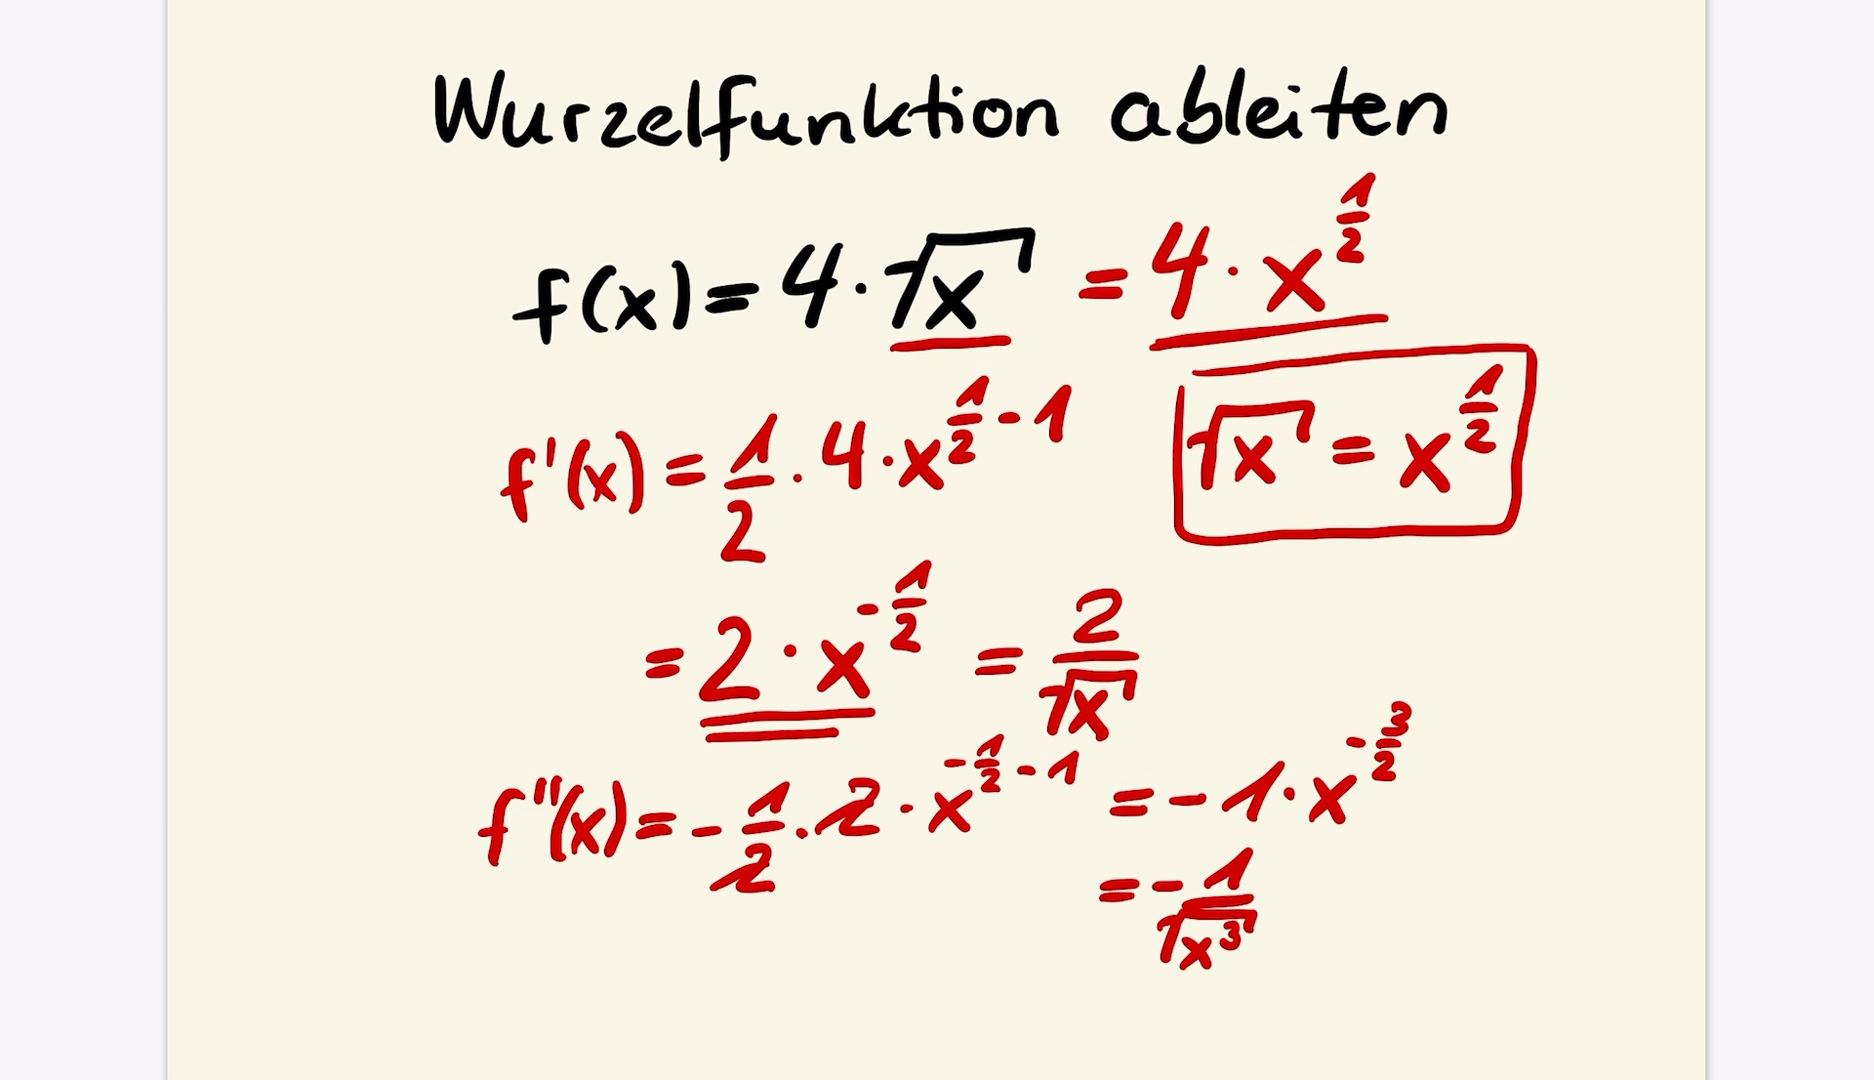 Wurzelfunktion ableiten
f(x) = 4 · √x = 4 · x^(1/2)
f'(x) = 1/2 · 4 · x^(1/2 - 1)
√x = x^(1/2)
= 2 · x^(-1/2) = 2/√x
f''(x) = - 1/2 · 2 · x^(-1/2 - 1) = - 1 · x^(-3/2)
= - 1/√x³